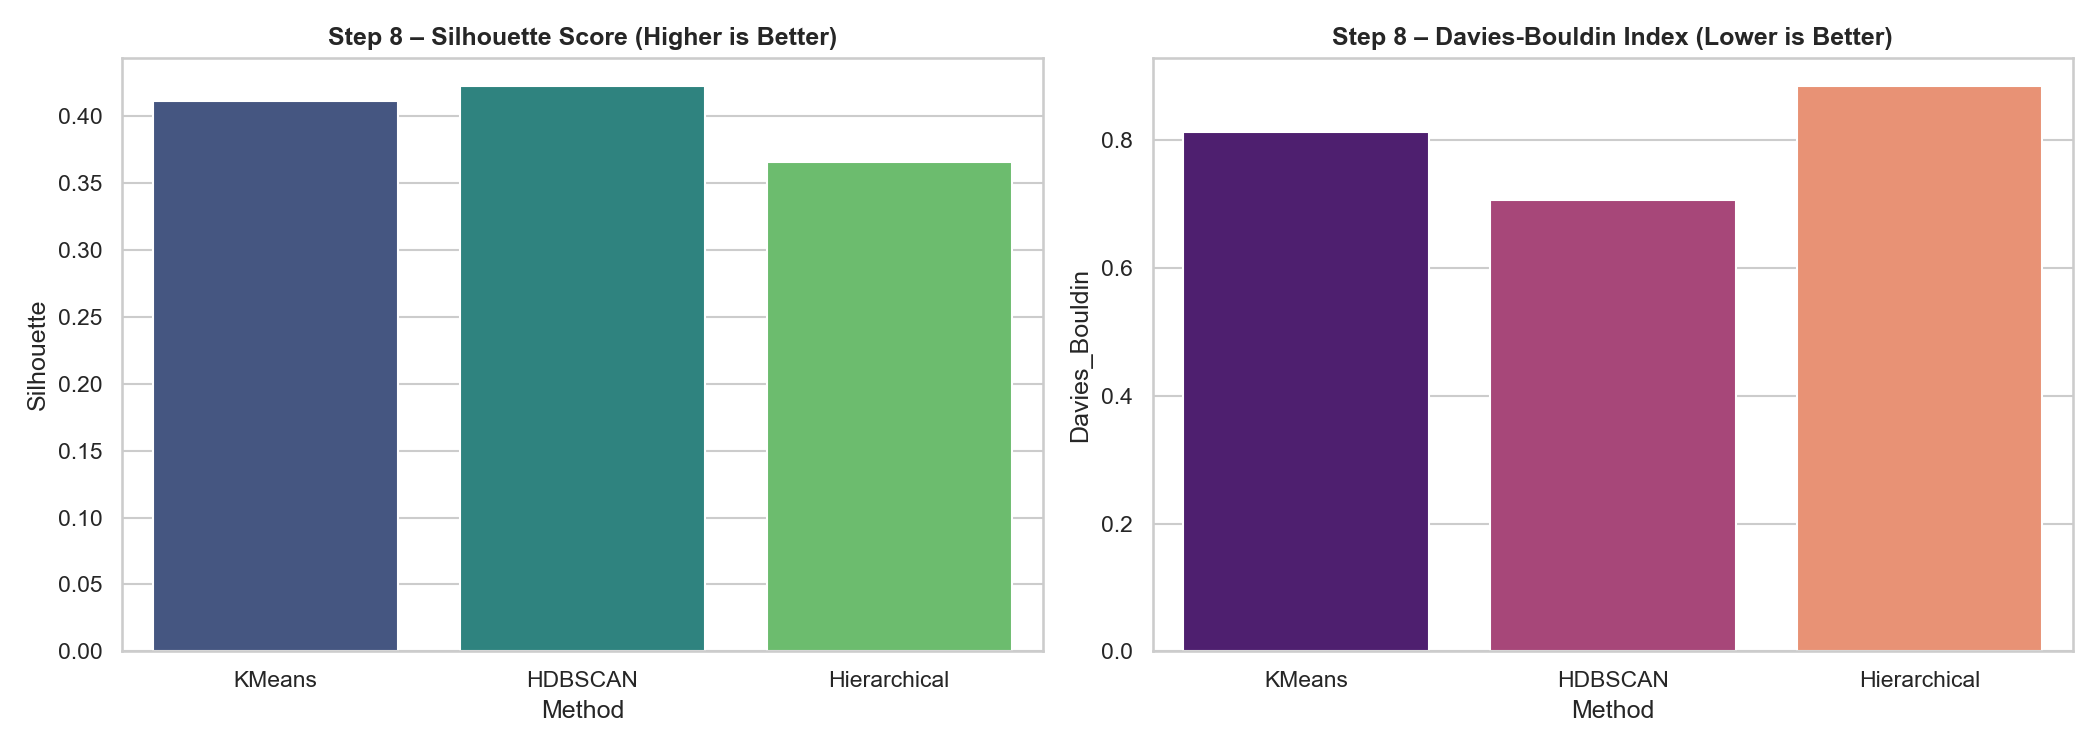 Step 8 – Silhouette Score (Higher is Better)
Silhouette
0.40
0.35
0.30
0.25
0.20
0.15
0.10
0.05
0.00
KMeans
HDBSCAN
Hierarchical
Method
Step 8 – Davies-Bouldin Index (Lower is Better)
Davies_Bouldin
0.8
0.6
0.4
0.2
0.0
KMeans
HDBSCAN
Hierarchical
Method